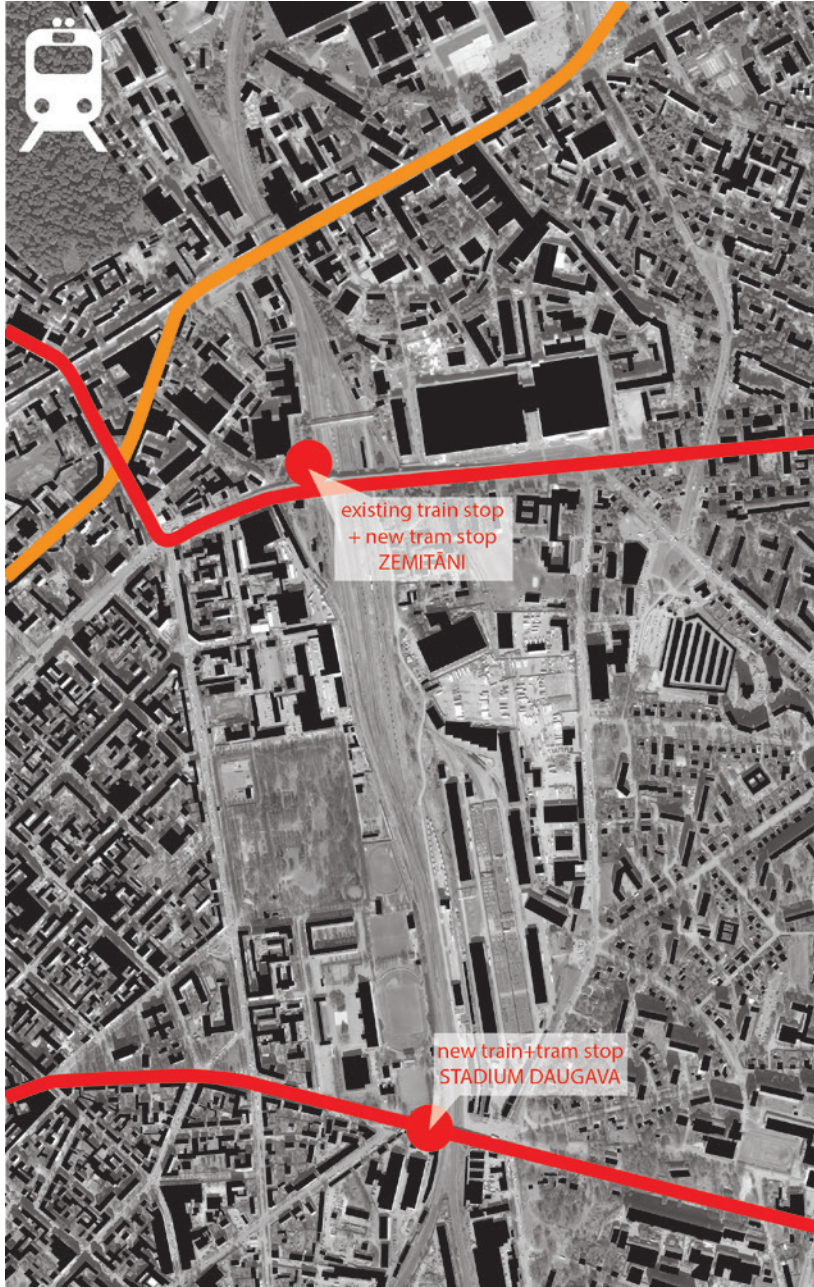 existing train stop
+ new tram stop
ZEMITĀNI
new train+tram stop
STADIUM DAUGAVA